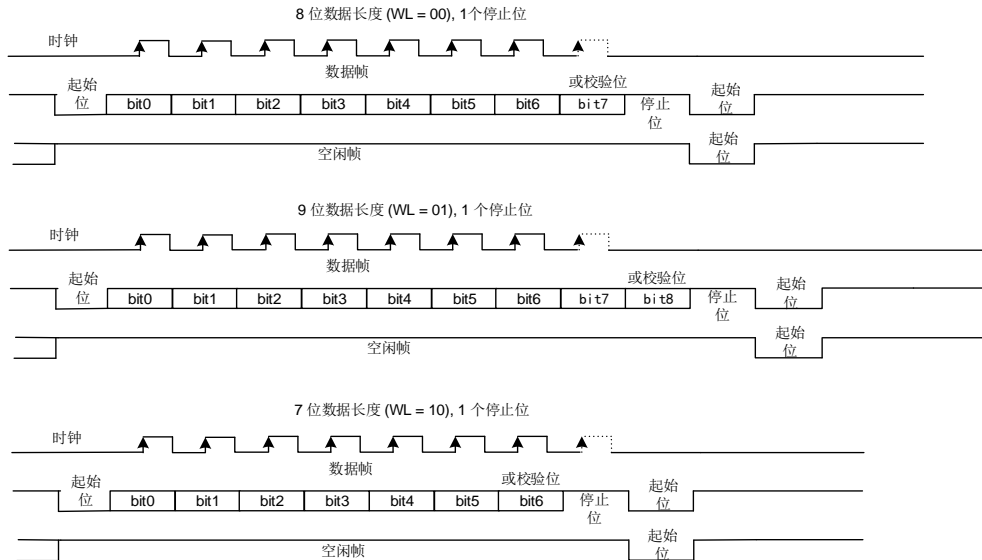 8 位数据长度 (WL = 00), 1个停止位
时钟
数据帧
或校验位
起始位 bit0 bit1 bit2 bit3 bit4 bit5 bit6 bit7 停止位 起始位
空闲帧 起始位
9 位数据长度 (WL = 01), 1 个停止位
时钟
数据帧
或校验位
起始位 bit0 bit1 bit2 bit3 bit4 bit5 bit6 bit7 bit8 停止位 起始位
空闲帧 起始位
7 位数据长度 (WL = 10), 1 个停止位
时钟
数据帧
或校验位
起始位 bit0 bit1 bit2 bit3 bit4 bit5 bit6 停止位 起始位
空闲帧 起始位